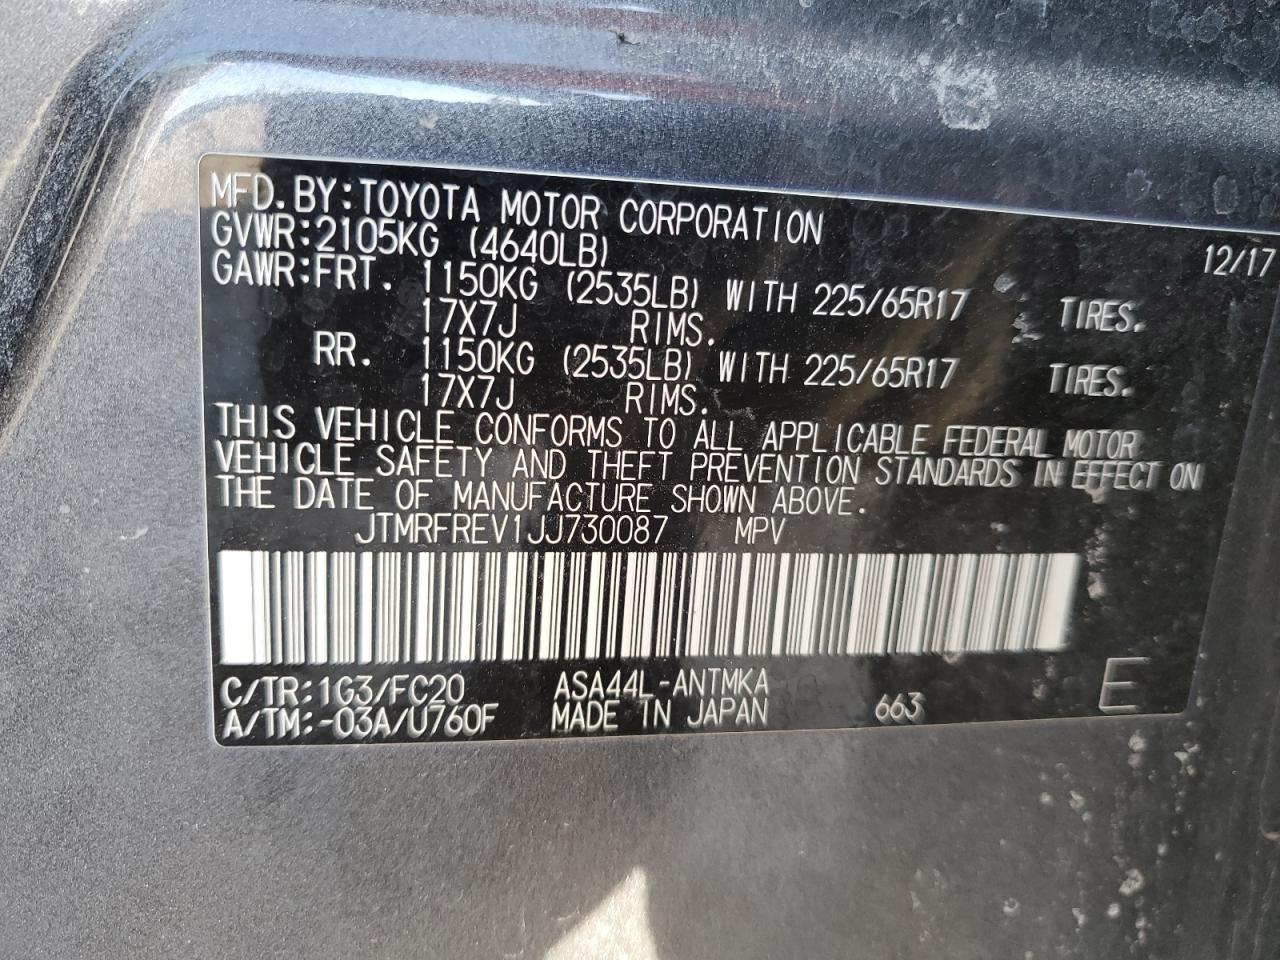 MFD.BY:TOYOTA MOTOR CORPORATION 12/17
GVWR:2105KG (4640LB)
GAWR:FRT. 1150KG (2535LB) WITH 225/65R17 TIRES.
17X7J RIMS.
RR. 1150KG (2535LB) WITH 225/65R17 TIRES.
17X7J RIMS.
THIS VEHICLE CONFORMS TO ALL APPLICABLE FEDERAL MOTOR
VEHICLE SAFETY AND THEFT PREVENTION STANDARDS IN EFFECT ON
THE DATE OF MANUFACTURE SHOWN ABOVE.
JTMRFREV1JJ730087 MPV
C/TR:1G3/FC20 ASA44L-ANTMKA 663 E
A/TM:-03A/U760F MADE IN JAPAN